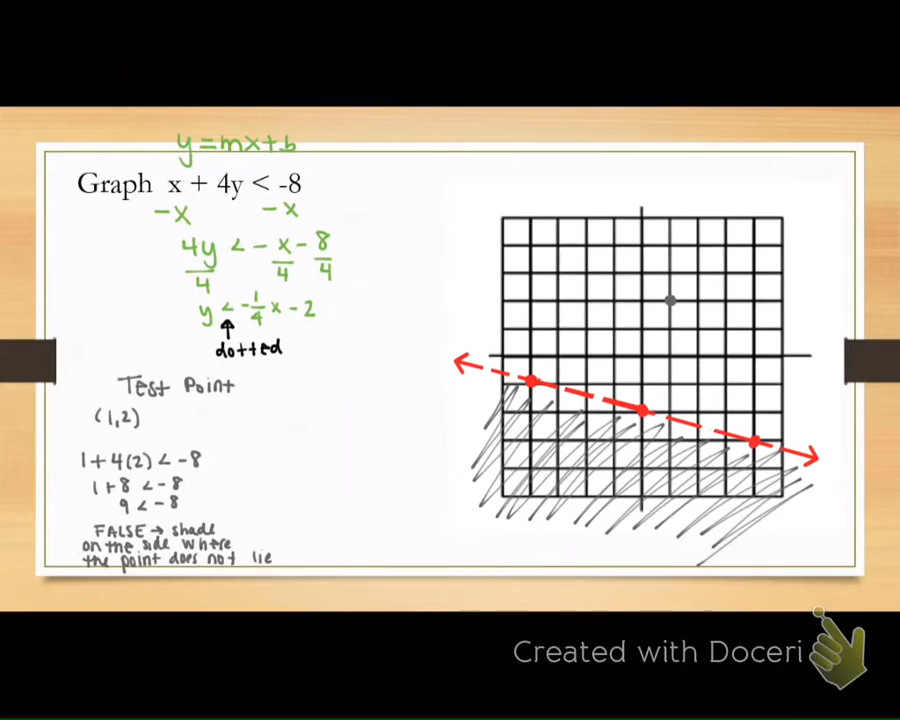 y = mx + b
Graph x + 4y < -8
-x -x
4y < - x - 8
4 4 4
y < - 1/4 x - 2
dotted
Test Point
(1,2)
1 + 4(2) < -8
1 + 8 < -8
9 < -8
FALSE → shade
on the side where
the point does not lie
Created with Doceri